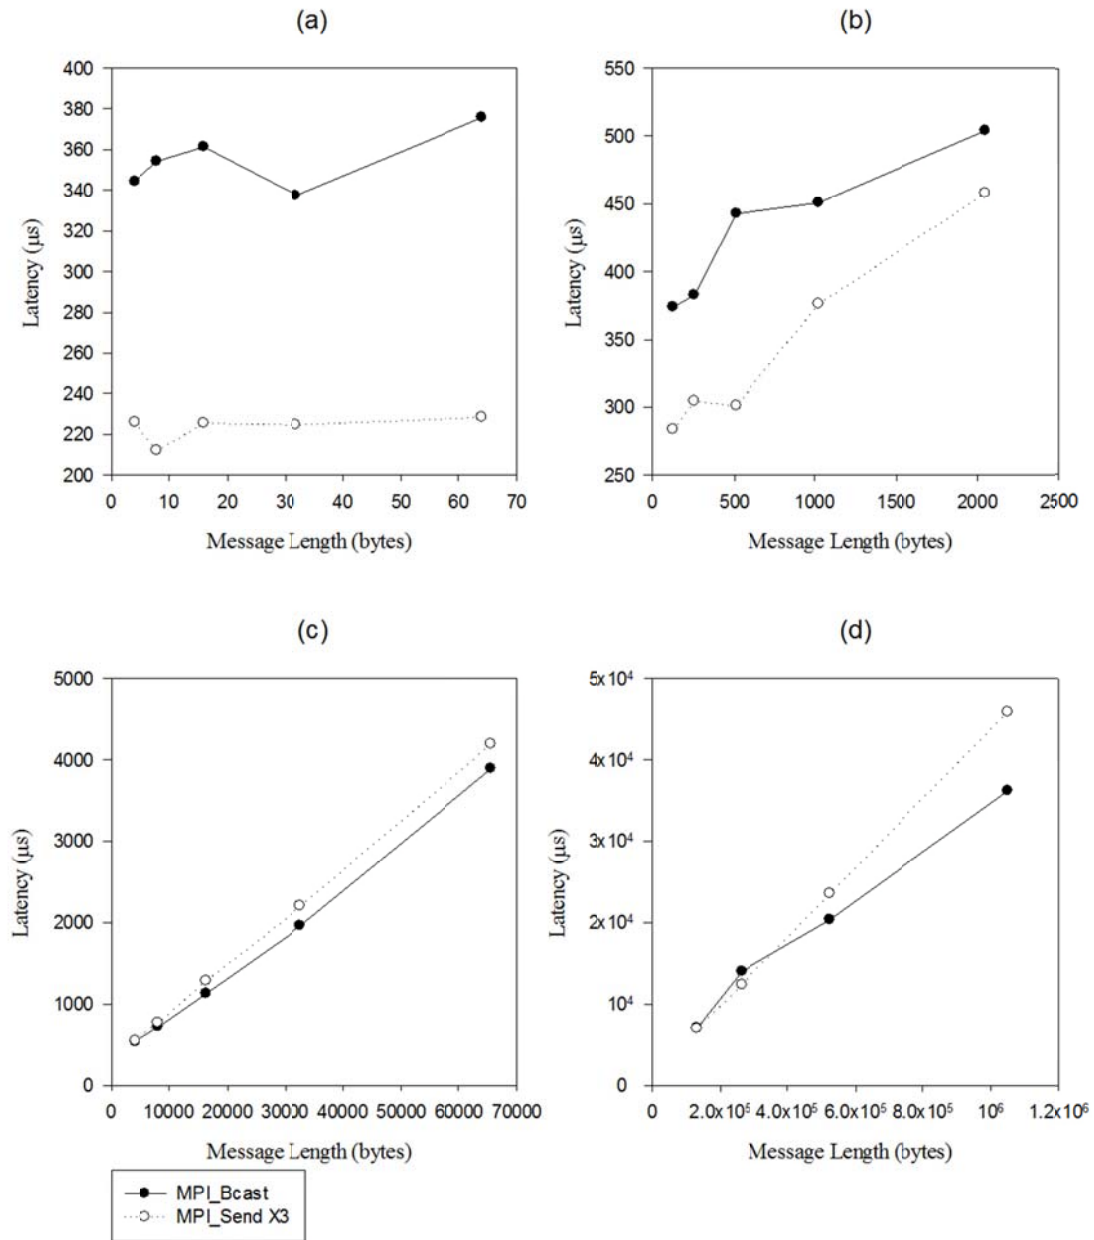 (a)
400
380
360
340
320
300
280
260
240
220
200
Latency (µs)
0 10 20 30 40 50 60 70
Message Length (bytes)
(b)
550
500
450
400
350
300
250
Latency (µs)
0 500 1000 1500 2000 2500
Message Length (bytes)
(c)
5000
4000
3000
2000
1000
0
Latency (µs)
0 10000 20000 30000 40000 50000 60000 70000
Message Length (bytes)
(d)
5x10⁴
4x10⁴
3x10⁴
2x10⁴
10⁴
0
Latency (µs)
0 2.0x10⁵ 4.0x10⁵ 6.0x10⁵ 8.0x10⁵ 10⁶ 1.2x10⁶
Message Length (bytes)
MPI_Bcast
MPI_Send X3